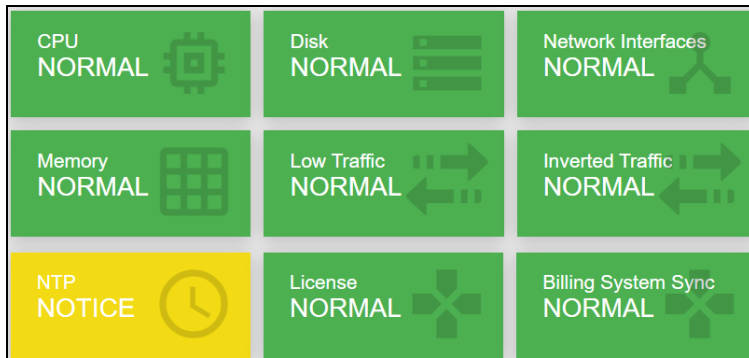 CPU
NORMAL
Disk
NORMAL
Network Interfaces
NORMAL
Memory
NORMAL
Low Traffic
NORMAL
Inverted Traffic
NORMAL
NTP
NOTICE
License
NORMAL
Billing System Sync
NORMAL